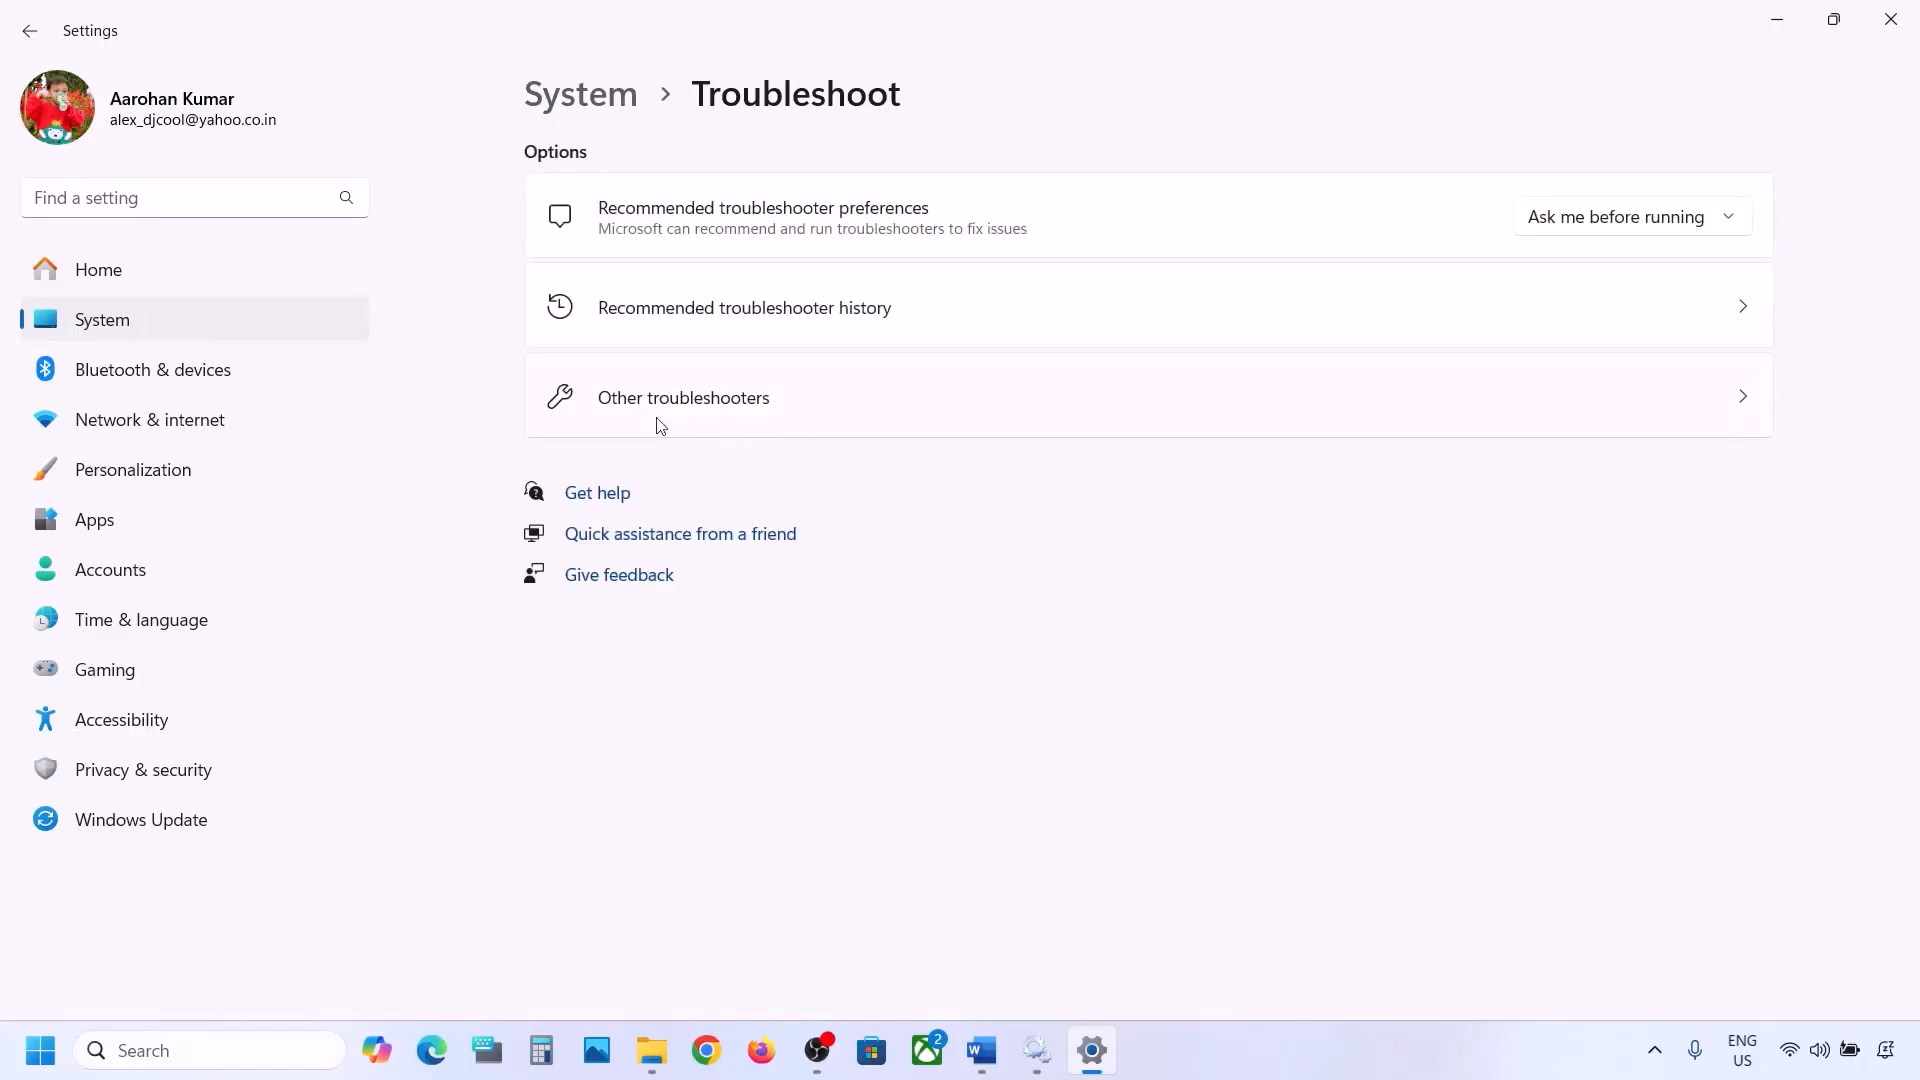 Settings
Aarohan Kumar
alex_djcool@yahoo.co.in
Find a setting
Home
System
Bluetooth & devices
Network & internet
Personalization
Apps
Accounts
Time & language
Gaming
Accessibility
Privacy & security
Windows Update
System > Troubleshoot
Options
Recommended troubleshooter preferences
Microsoft can recommend and run troubleshooters to fix issues
Ask me before running
Recommended troubleshooter history
Other troubleshooters
Get help
Quick assistance from a friend
Give feedback
Search
2
ENG
US